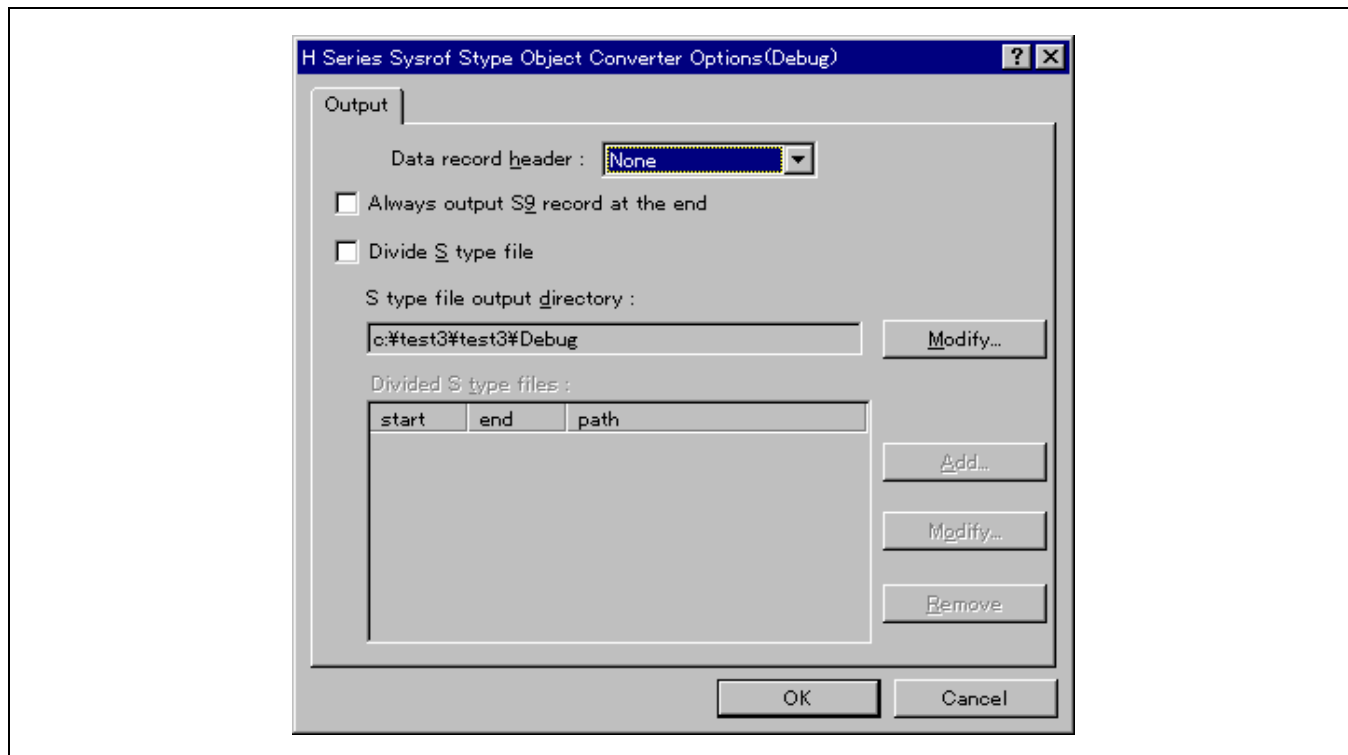 H Series Sysrof Stype Object Converter Options(Debug)
Output
Data record header : None
Always output S9 record at the end
Divide S type file
S type file output directory :
c:¥test3¥test3¥Debug Modify...
Divided S type files :
start end path
Add...
Modify...
Remove
OK Cancel